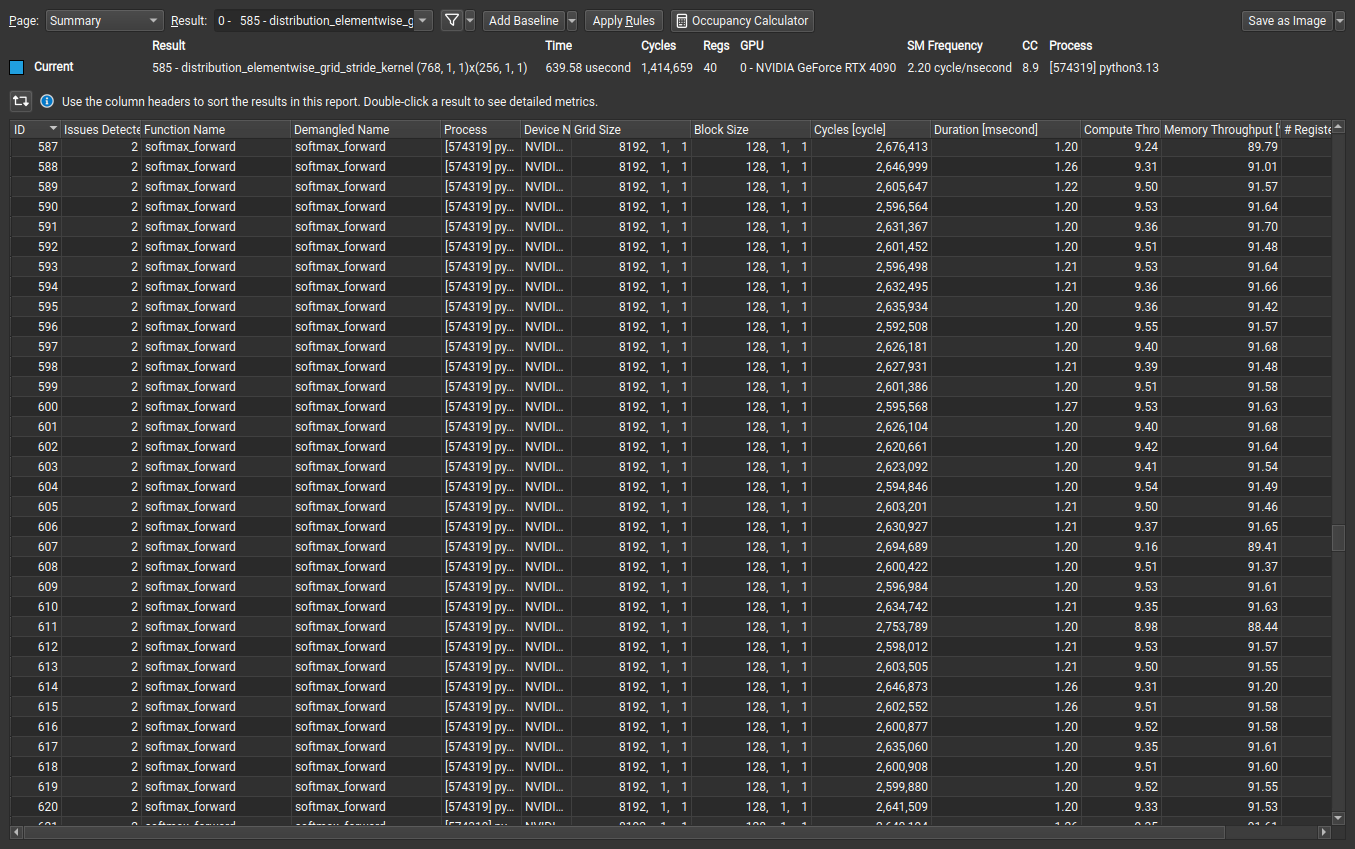 Page: Summary Result: 0 - 585 - distribution_elementwise_g Add Baseline Apply Rules Occupancy Calculator Save as Image
Result Time Cycles Regs GPU SM Frequency CC Process
Current 585 - distribution_elementwise_grid_stride_kernel (768, 1, 1)x(256, 1, 1) 639.58 usecond 1,414,659 40 0 - NVIDIA GeForce RTX 4090 2.20 cycle/nsecond 8.9 [574319] python3.13
Use the column headers to sort the results in this report. Double-click a result to see detailed metrics.
ID Issues Detecte Function Name Demangled Name Process Device N Grid Size Block Size Cycles [cycle] Duration [msecond] Compute Thro Memory Throughput [ # Registe
587 2 softmax_forward softmax_forward [574319] py... NVIDI... 8192, 1, 1 128, 1, 1 2,676,413 1.20 9.24 89.79
588 2 softmax_forward softmax_forward [574319] py... NVIDI... 8192, 1, 1 128, 1, 1 2,646,999 1.26 9.31 91.01
589 2 softmax_forward softmax_forward [574319] py... NVIDI... 8192, 1, 1 128, 1, 1 2,605,647 1.22 9.50 91.57
590 2 softmax_forward softmax_forward [574319] py... NVIDI... 8192, 1, 1 128, 1, 1 2,596,564 1.20 9.53 91.64
591 2 softmax_forward softmax_forward [574319] py... NVIDI... 8192, 1, 1 128, 1, 1 2,631,367 1.20 9.36 91.70
592 2 softmax_forward softmax_forward [574319] py... NVIDI... 8192, 1, 1 128, 1, 1 2,601,452 1.20 9.51 91.48
593 2 softmax_forward softmax_forward [574319] py... NVIDI... 8192, 1, 1 128, 1, 1 2,596,498 1.21 9.53 91.64
594 2 softmax_forward softmax_forward [574319] py... NVIDI... 8192, 1, 1 128, 1, 1 2,632,495 1.21 9.36 91.66
595 2 softmax_forward softmax_forward [574319] py... NVIDI... 8192, 1, 1 128, 1, 1 2,635,934 1.20 9.36 91.42
596 2 softmax_forward softmax_forward [574319] py... NVIDI... 8192, 1, 1 128, 1, 1 2,592,508 1.20 9.55 91.57
597 2 softmax_forward softmax_forward [574319] py... NVIDI... 8192, 1, 1 128, 1, 1 2,626,181 1.20 9.40 91.68
598 2 softmax_forward softmax_forward [574319] py... NVIDI... 8192, 1, 1 128, 1, 1 2,627,931 1.21 9.39 91.48
599 2 softmax_forward softmax_forward [574319] py... NVIDI... 8192, 1, 1 128, 1, 1 2,601,386 1.20 9.51 91.58
600 2 softmax_forward softmax_forward [574319] py... NVIDI... 8192, 1, 1 128, 1, 1 2,595,568 1.27 9.53 91.63
601 2 softmax_forward softmax_forward [574319] py... NVIDI... 8192, 1, 1 128, 1, 1 2,626,104 1.20 9.40 91.68
602 2 softmax_forward softmax_forward [574319] py... NVIDI... 8192, 1, 1 128, 1, 1 2,620,661 1.20 9.42 91.64
603 2 softmax_forward softmax_forward [574319] py... NVIDI... 8192, 1, 1 128, 1, 1 2,623,092 1.20 9.41 91.54
604 2 softmax_forward softmax_forward [574319] py... NVIDI... 8192, 1, 1 128, 1, 1 2,594,846 1.20 9.54 91.49
605 2 softmax_forward softmax_forward [574319] py... NVIDI... 8192, 1, 1 128, 1, 1 2,603,201 1.21 9.50 91.46
606 2 softmax_forward softmax_forward [574319] py... NVIDI... 8192, 1, 1 128, 1, 1 2,630,927 1.21 9.37 91.65
607 2 softmax_forward softmax_forward [574319] py... NVIDI... 8192, 1, 1 128, 1, 1 2,694,689 1.20 9.16 89.41
608 2 softmax_forward softmax_forward [574319] py... NVIDI... 8192, 1, 1 128, 1, 1 2,600,422 1.20 9.51 91.37
609 2 softmax_forward softmax_forward [574319] py... NVIDI... 8192, 1, 1 128, 1, 1 2,596,984 1.20 9.53 91.61
610 2 softmax_forward softmax_forward [574319] py... NVIDI... 8192, 1, 1 128, 1, 1 2,634,742 1.21 9.35 91.63
611 2 softmax_forward softmax_forward [574319] py... NVIDI... 8192, 1, 1 128, 1, 1 2,753,789 1.20 8.98 88.44
612 2 softmax_forward softmax_forward [574319] py... NVIDI... 8192, 1, 1 128, 1, 1 2,598,012 1.21 9.53 91.57
613 2 softmax_forward softmax_forward [574319] py... NVIDI... 8192, 1, 1 128, 1, 1 2,603,505 1.21 9.50 91.55
614 2 softmax_forward softmax_forward [574319] py... NVIDI... 8192, 1, 1 128, 1, 1 2,646,873 1.26 9.31 91.20
615 2 softmax_forward softmax_forward [574319] py... NVIDI... 8192, 1, 1 128, 1, 1 2,602,552 1.26 9.51 91.58
616 2 softmax_forward softmax_forward [574319] py... NVIDI... 8192, 1, 1 128, 1, 1 2,600,877 1.20 9.52 91.58
617 2 softmax_forward softmax_forward [574319] py... NVIDI... 8192, 1, 1 128, 1, 1 2,635,060 1.20 9.35 91.61
618 2 softmax_forward softmax_forward [574319] py... NVIDI... 8192, 1, 1 128, 1, 1 2,600,908 1.20 9.51 91.60
619 2 softmax_forward softmax_forward [574319] py... NVIDI... 8192, 1, 1 128, 1, 1 2,599,880 1.20 9.52 91.55
620 2 softmax_forward softmax_forward [574319] py... NVIDI... 8192, 1, 1 128, 1, 1 2,641,509 1.20 9.33 91.53